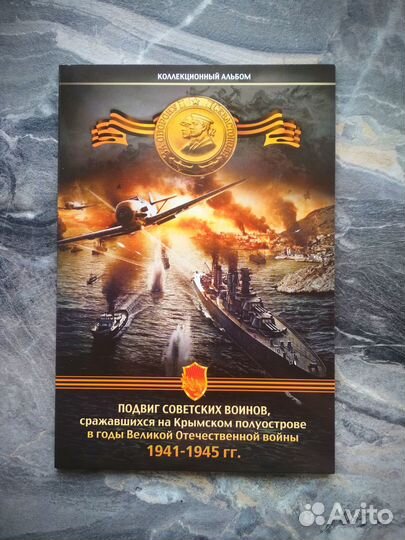 КОЛЛЕКЦИОННЫЙ АЛЬБОМ
ПОДВИГ СОВЕТСКИХ ВОИНОВ,
сражавшихся на Крымском полуострове
в годы Великой Отечественной войны
1941-1945 гг.
Avito